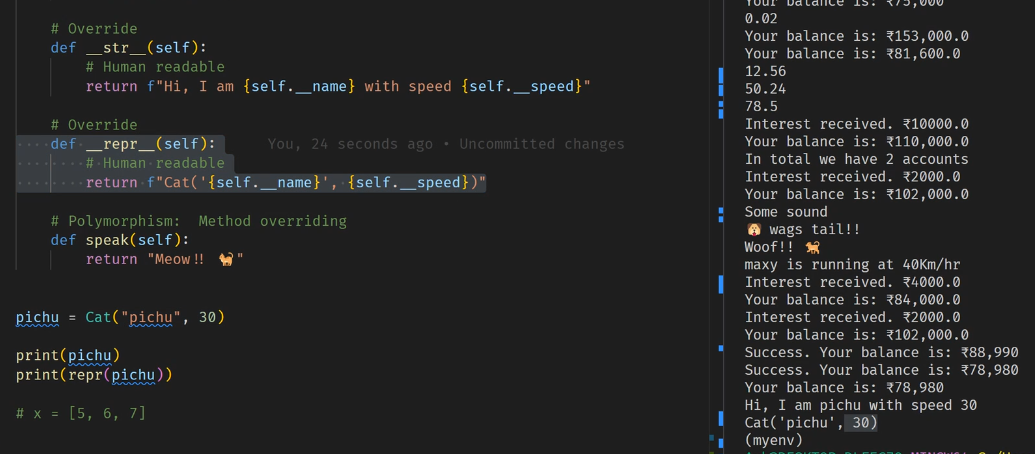 # Override
def __str__(self):
# Human readable
return f"Hi, I am {self.__name} with speed {self.__speed}"
# Override
def __repr__(self): You, 24 seconds ago • Uncommitted changes
# Human readable
return f"Cat('{self.__name}', {self.__speed})"
# Polymorphism: Method overriding
def speak(self):
return "Meow!! 🐈"
pichu = Cat("pichu", 30)
print(pichu)
print(repr(pichu))
# x = [5, 6, 7]
Your balance is: ₹75,000
0.02
Your balance is: ₹153,000.0
Your balance is: ₹81,600.0
12.56
50.24
78.5
Interest received. ₹10000.0
Your balance is: ₹110,000.0
In total we have 2 accounts
Interest received. ₹2000.0
Your balance is: ₹102,000.0
Some sound
🐶 wags tail!!
Woof!! 🐕
maxy is running at 40Km/hr
Interest received. ₹4000.0
Your balance is: ₹84,000.0
Interest received. ₹2000.0
Your balance is: ₹102,000.0
Success. Your balance is: ₹88,990
Success. Your balance is: ₹78,980
Your balance is: ₹78,980
Hi, I am pichu with speed 30
Cat('pichu', 30)
(myenv)